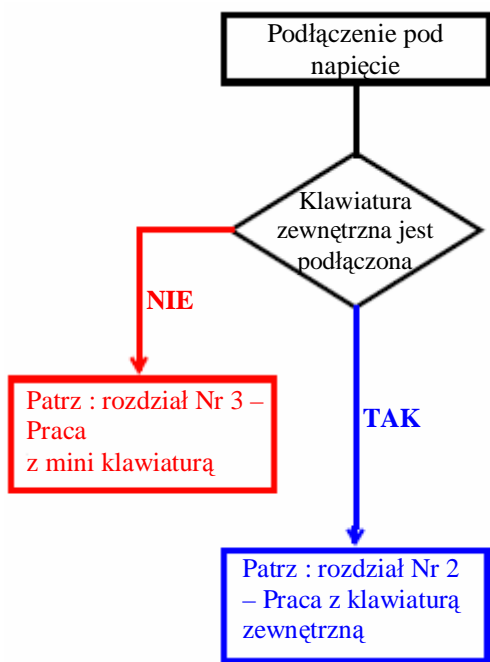 Podłączenie pod
napięcie
Klawiatura
zewnętrzna jest
podłączona
NIE
Patrz : rozdział Nr 3 –
Praca
z mini klawiaturą
TAK
Patrz : rozdział Nr 2
– Praca z klawiaturą
zewnętrzną